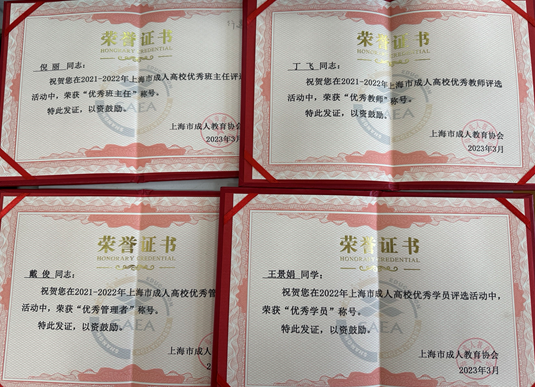 荣誉证书
HONORARY CREDENTIAL
倪丽 同志：
祝贺您在2021-2022年上海市成人高校优秀班主任评选
活动中，荣获“优秀班主任”称号。
特此发证，以资鼓励。
上海市成人教育协会
2023年3月
荣誉证书
HONORARY CREDENTIAL
丁飞 同志：
祝贺您在2021-2022年上海市成人高校优秀教师评选
活动中，荣获“优秀教师”称号。
特此发证，以资鼓励。
上海市成人教育协会
2023年3月
荣誉证书
HONORARY CREDENTIAL
戴俊 同志：
祝贺您在2021-2022年上海市成人高校优秀管
活动中，荣获“优秀管理者”称号。
特此发证，以资鼓励。
上海市成
2
荣誉证书
HONORARY CREDENTIAL
王景娟 同学：
祝贺您在2022年上海市成人高校优秀学员评选活动中，
荣获“优秀学员”称号。
特此发证，以资鼓励。
上海市成人教育协会
2023年3月